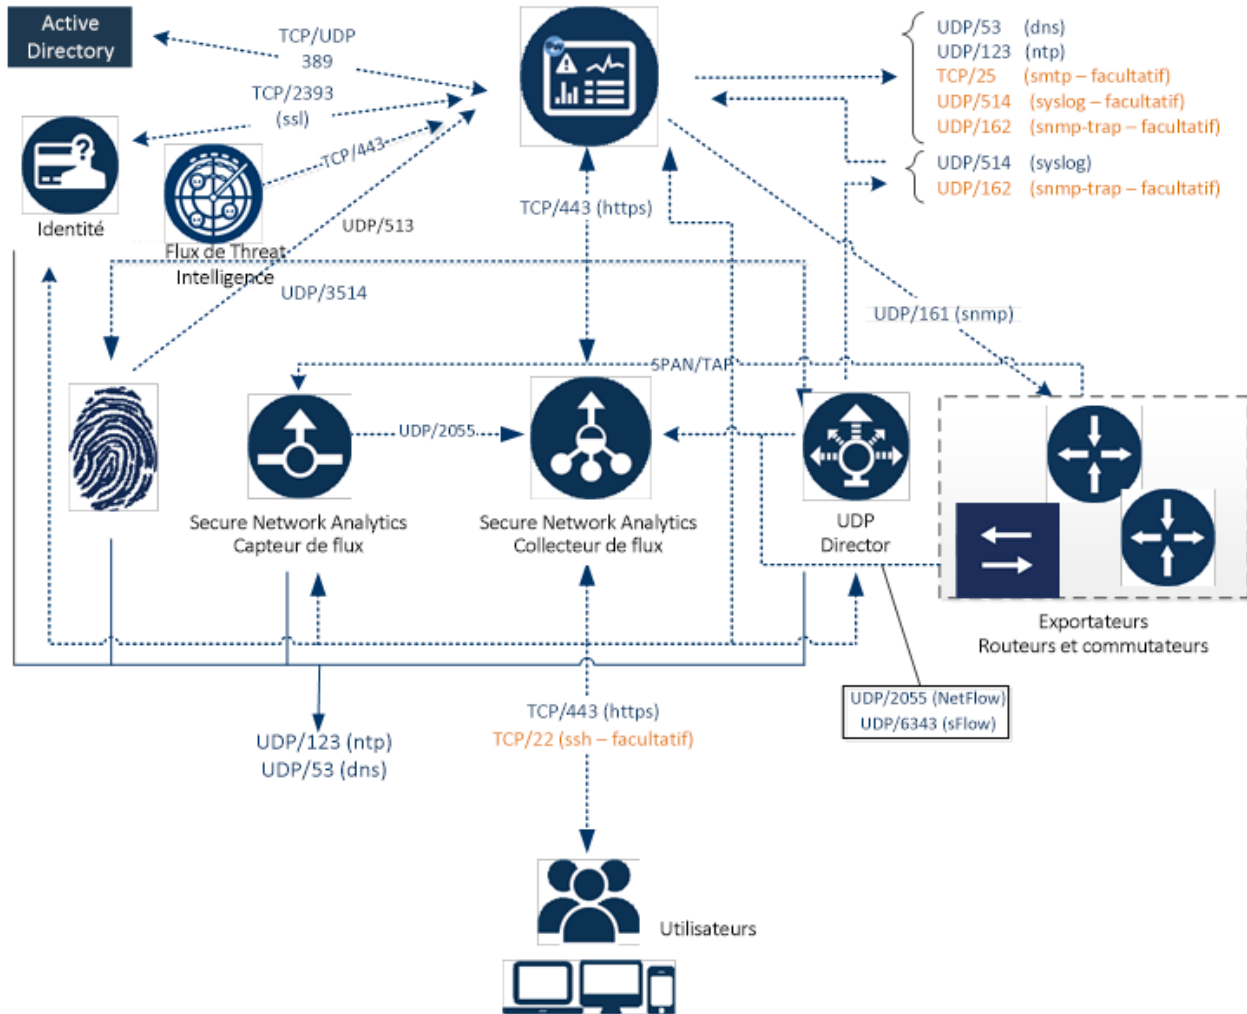 Active
Directory
TCP/UDP
389
TCP/2393
(ssl)
TCP/443
UDP/53 (dns)
UDP/123 (ntp)
TCP/25 (smtp – facultatif)
UDP/514 (syslog – facultatif)
UDP/162 (snmp-trap – facultatif)
UDP/514 (syslog)
UDP/162 (snmp-trap – facultatif)
Identité
Flux de Threat
Intelligence
UDP/513
TCP/443 (https)
UDP/3514
UDP/161 (snmp)
SPAN/TAP
UDP/2055
Secure Network Analytics
Capteur de flux
Secure Network Analytics
Collecteur de flux
UDP
Director
Exportateurs
Routeurs et commutateurs
UDP/2055 (NetFlow)
UDP/6343 (sFlow)
TCP/443 (https)
TCP/22 (ssh – facultatif)
UDP/123 (ntp)
UDP/53 (dns)
Utilisateurs